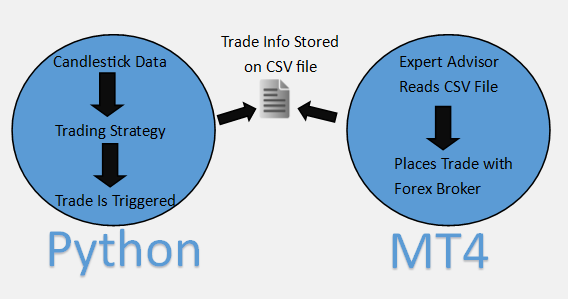 Candlestick Data
Trading Strategy
Trade Is Triggered
Python
Trade Info Stored
on CSV file
Expert Advisor
Reads CSV File
Places Trade with
Forex Broker
MT4